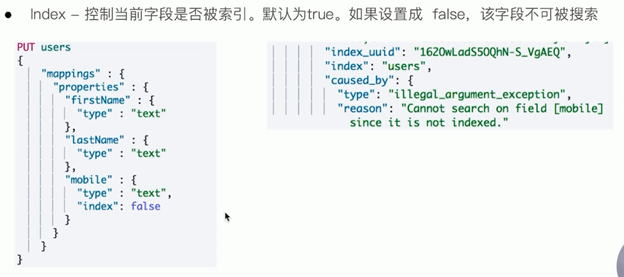 ● Index – 控制当前字段是否被索引。默认为true。如果设置成 false，该字段不可被搜索
PUT users
{
"mappings" : {
"properties" : {
"firstName" : {
"type" : "text"
},
"lastName" : {
"type" : "text"
},
"mobile" : {
"type" : "text",
"index": false
}
}
}
}
"index_uuid": "162OwLadS5OQhN-S_VgAEQ",
"index": "users",
"caused_by": {
"type": "illegal_argument_exception",
"reason": "Cannot search on field [mobile]
since it is not indexed."